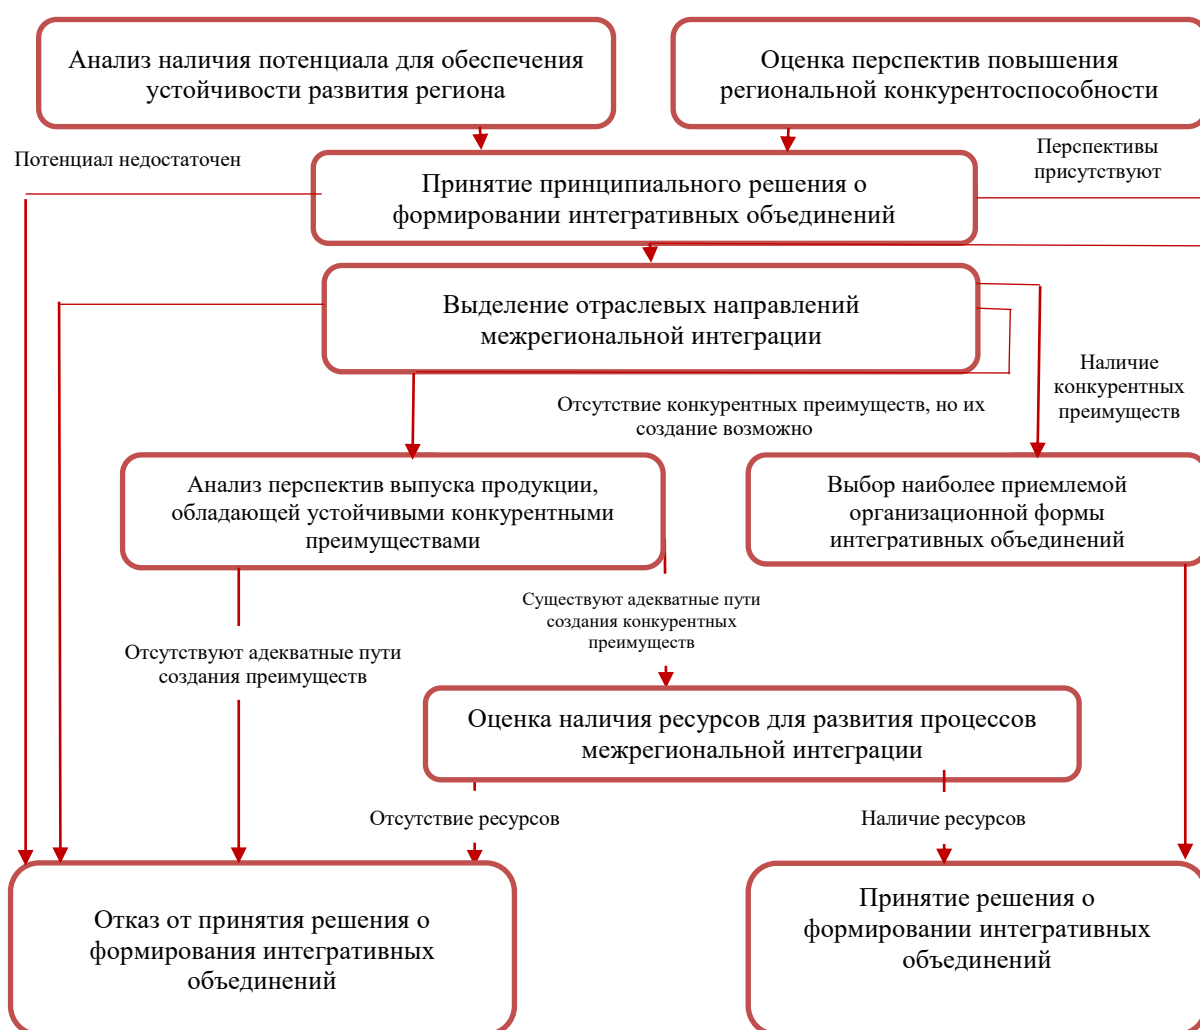 Анализ наличия потенциала для обеспечения
устойчивости развития региона
Оценка перспектив повышения
региональной конкурентоспособности
Потенциал недостаточен
Перспективы
присутствуют
Принятие принципиального решения о
формировании интегративных объединений
Выделение отраслевых направлений
межрегиональной интеграции
Наличие
конкурентных
преимуществ
Отсутствие конкурентных преимуществ, но их
создание возможно
Анализ перспектив выпуска продукции,
обладающей устойчивыми конкурентными
преимуществами
Выбор наиболее приемлемой
организационной формы
интегративных объединений
Существуют адекватные пути
создания конкурентных
преимуществ
Отсутствуют адекватные пути
создания преимуществ
Оценка наличия ресурсов для развития процессов
межрегиональной интеграции
Отсутствие ресурсов
Наличие ресурсов
Отказ от принятия решения о
формирования интегративных
объединений
Принятие решения о
формировании интегративных
объединений